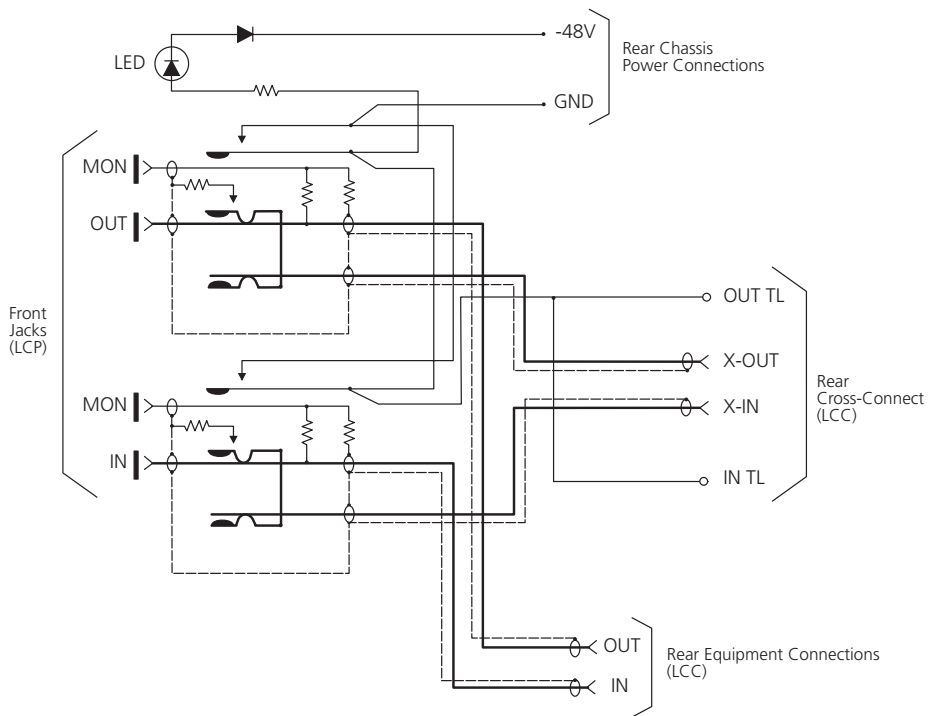 -48V
LED
Rear Chassis
Power Connections
GND
MON
OUT
Front
Jacks
(LCP)
OUT TL
X-OUT
Rear
Cross-Connect
(LCC)
MON
X-IN
IN
IN TL
OUT
Rear Equipment Connections
(LCC)
IN